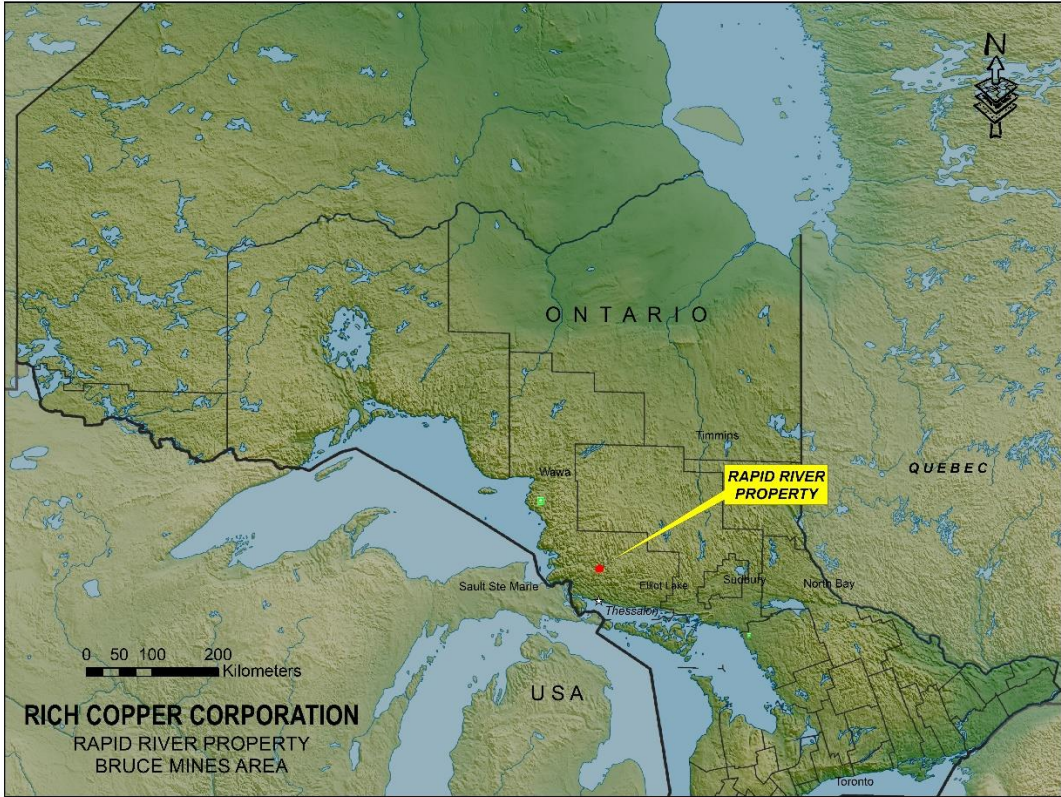 N
ONTARIO
Timmins
QUEBEC
Wawa
RAPID RIVER
PROPERTY
Sault Ste Marie
Elliot Lake
Sudbury
North Bay
Thessalon
0 50 100 200
Kilometers
USA
RICH COPPER CORPORATION
RAPID RIVER PROPERTY
BRUCE MINES AREA
Toronto